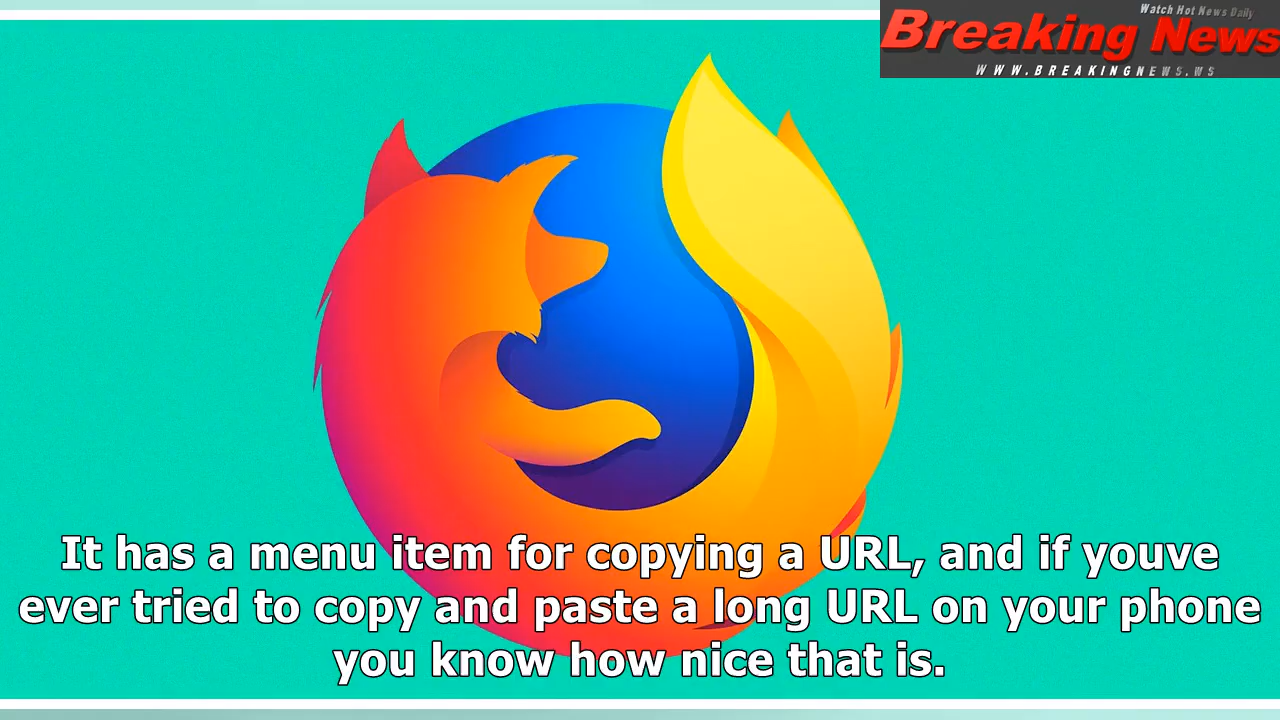 Watch Hot News Daily
Breaking News
WWW.BREAKINGNEWS.WS
It has a menu item for copying a URL, and if youve
ever tried to copy and paste a long URL on your phone
you know how nice that is.